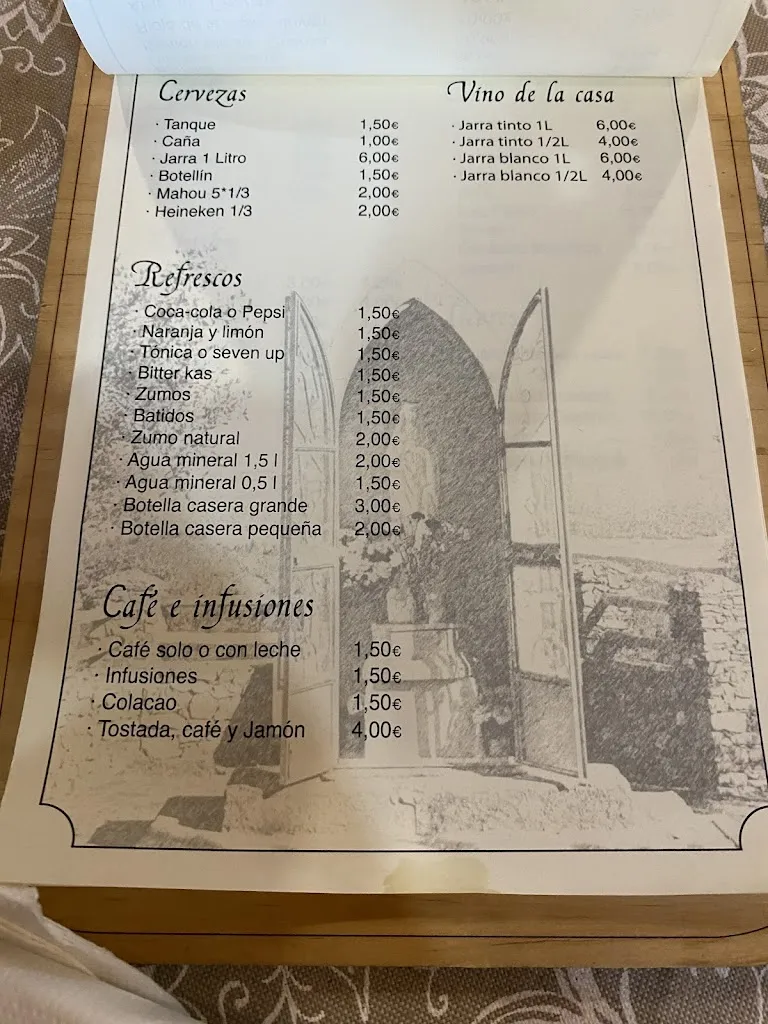 Cervezas
· Tanque 1,50€
· Caña 1,00€
· Jarra 1 Litro 6,00€
· Botellín 1,50€
· Mahou 5*1/3 2,00€
· Heineken 1/3 2,00€
Vino de la casa
· Jarra tinto 1L 6,00€
· Jarra tinto 1/2L 4,00€
· Jarra blanco 1L 6,00€
· Jarra blanco 1/2L 4,00€
Refrescos
· Coca-cola o Pepsi 1,50€
· Naranja y limón 1,50€
· Tónica o seven up 1,50€
· Bitter kas 1,50€
· Zumos 1,50€
· Batidos 1,50€
· Zumo natural 2,00€
· Agua mineral 1,5 l 2,00€
· Agua mineral 0,5 l 1,50€
· Botella casera grande 3,00€
· Botella casera pequeña 2,00€
Café e infusiones
· Café solo o con leche 1,50€
· Infusiones 1,50€
· Colacao 1,50€
· Tostada, café y Jamón 4,00€